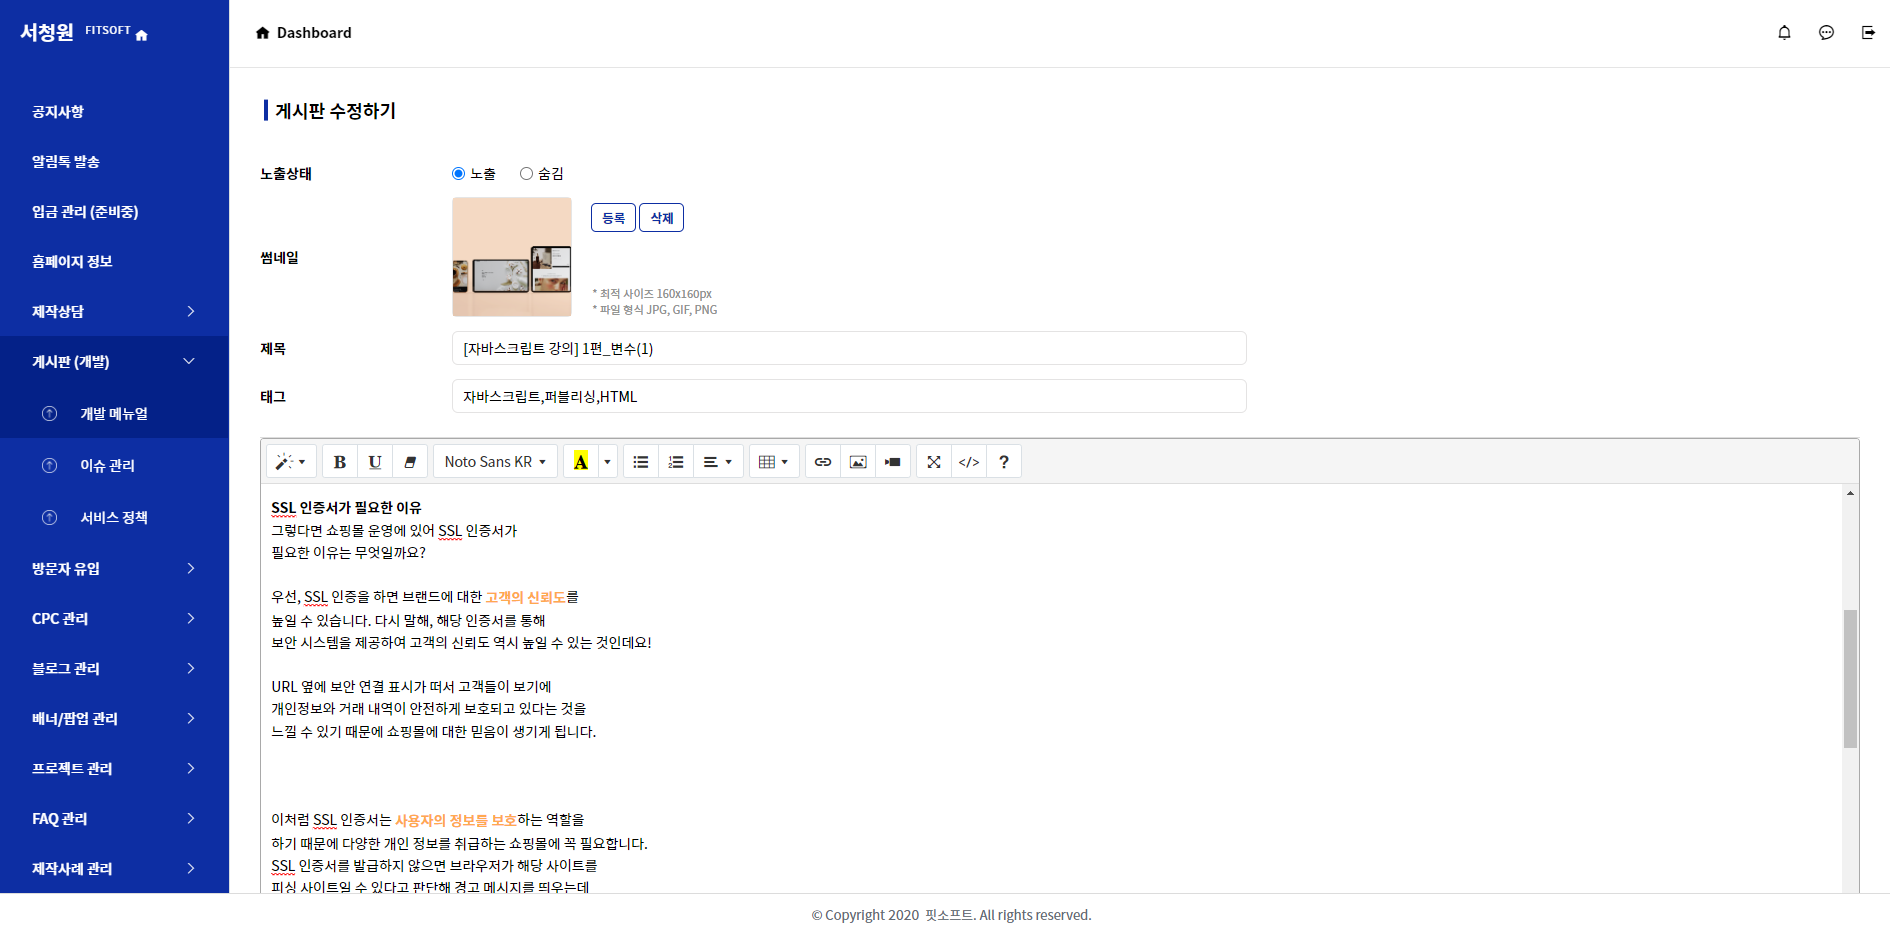 서청원 FITSOFT
Dashboard
공지사항
알림톡 발송
입금 관리 (준비중)
홈페이지 정보
제작상담
게시판 (개발)
개발 메뉴얼
이슈 관리
서비스 정책
방문자 유입
CPC 관리
블로그 관리
배너/팝업 관리
프로젝트 관리
FAQ 관리
제작사례 관리
게시판 수정하기
노출상태
노출 숨김
썸네일
등록 삭제
* 최적 사이즈 160x160px
* 파일 형식 JPG, GIF, PNG
제목
[자바스크립트 강의] 1편_변수(1)
태그
자바스크립트,퍼블리싱,HTML
B U Noto Sans KR A </> ?
SSL 인증서가 필요한 이유
그렇다면 쇼핑몰 운영에 있어 SSL 인증서가
필요한 이유는 무엇일까요?
우선, SSL 인증을 하면 브랜드에 대한 고객의 신뢰도를
높일 수 있습니다. 다시 말해, 해당 인증서를 통해
보안 시스템을 제공하여 고객의 신뢰도 역시 높일 수 있는 것인데요!
URL 옆에 보안 연결 표시가 떠서 고객들이 보기에
개인정보와 거래 내역이 안전하게 보호되고 있다는 것을
느낄 수 있기 때문에 쇼핑몰에 대한 믿음이 생기게 됩니다.
이처럼 SSL 인증서는 사용자의 정보를 보호하는 역할을
하기 때문에 다양한 개인 정보를 취급하는 쇼핑몰에 꼭 필요합니다.
SSL 인증서를 발급하지 않으면 브라우저가 해당 사이트를
피싱 사이트일 수 있다고 판단해 경고 메시지를 띄우는데
© Copyright 2020 핏소프트. All rights reserved.